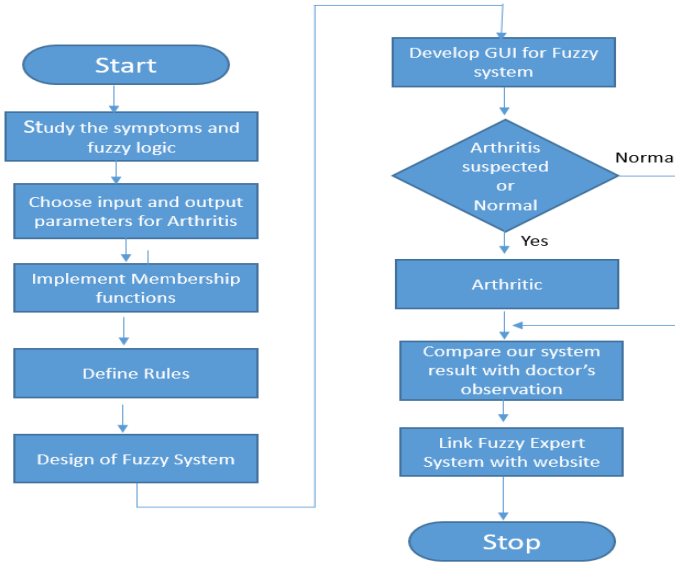 Start
Study the symptoms and
fuzzy logic
Choose input and output
parameters for Arthritis
Implement Membership
functions
Define Rules
Design of Fuzzy System
Develop GUI for Fuzzy
system
Arthritis
suspected
or
Normal
Norma
Yes
Arthritic
Compare our system
result with doctor's
observation
Link Fuzzy Expert
System with website
Stop